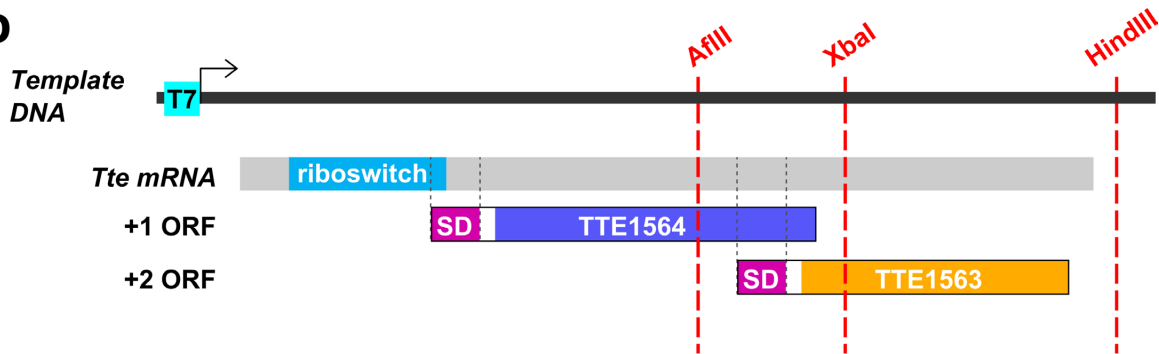 AflII
XbaI
HindIII
Template
DNA
T7
Tte mRNA
riboswitch
+1 ORF
SD
TTE1564
+2 ORF
SD
TTE1563